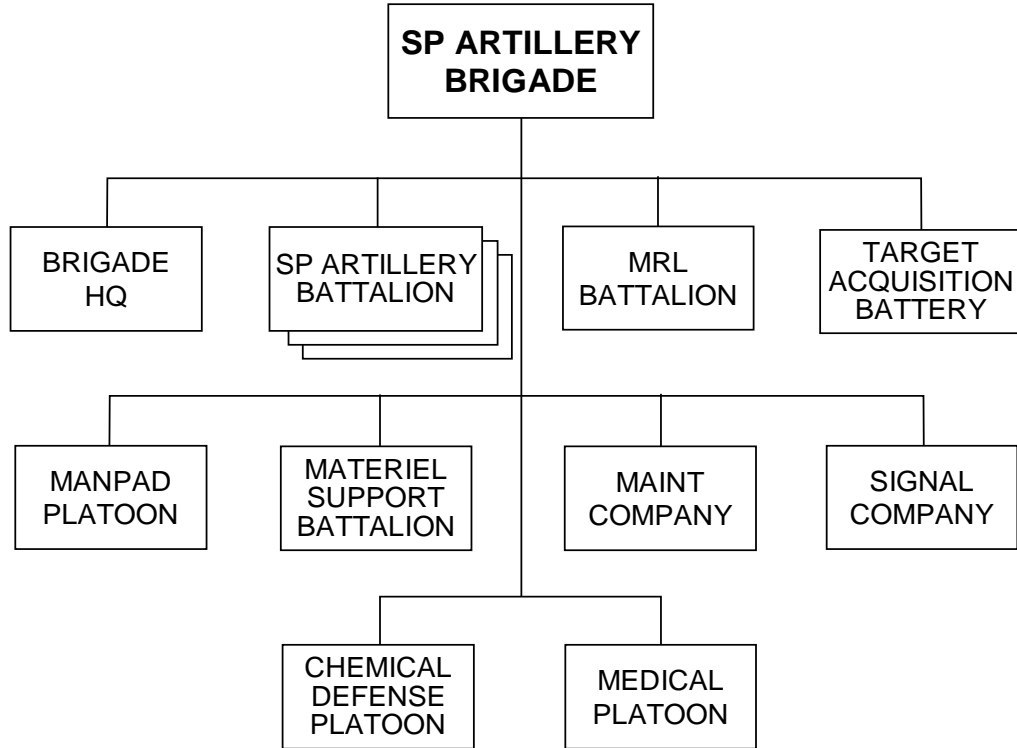 SP ARTILLERY
BRIGADE
BRIGADE
HQ
SP ARTILLERY
BATTALION
MRL
BATTALION
TARGET
ACQUISITION
BATTERY
MANPAD
PLATOON
MATERIEL
SUPPORT
BATTALION
MAINT
COMPANY
SIGNAL
COMPANY
CHEMICAL
DEFENSE
PLATOON
MEDICAL
PLATOON